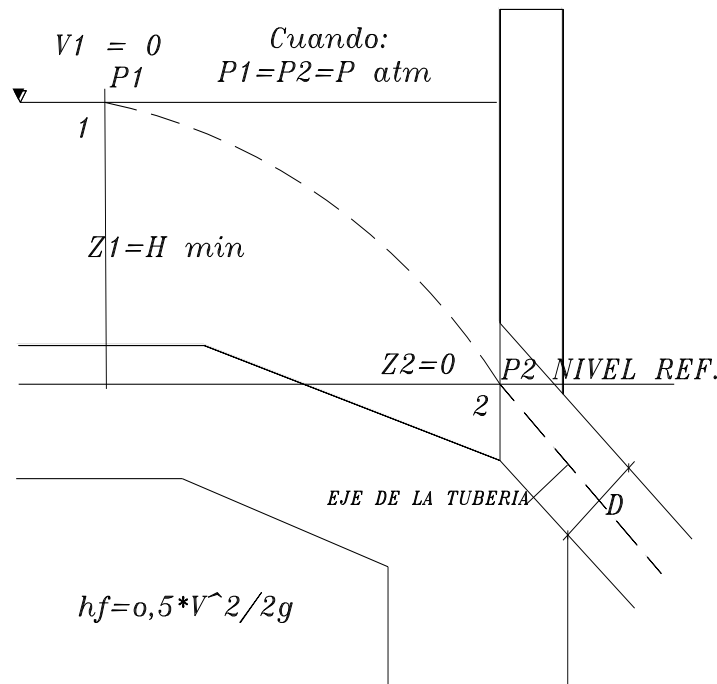 V1 = 0
Cuando:
P1
P1=P2=P atm
1
Z1=H min
Z2=0
P2 NIVEL REF.
2
EJE DE LA TUBERIA
D
hf=o,5*V^2/2g